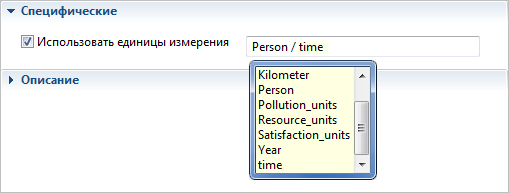 Специфические
Использовать единицы измерения
Person / time
Kilometer
Person
Pollution_units
Resource_units
Satisfaction_units
Year
time
Описание